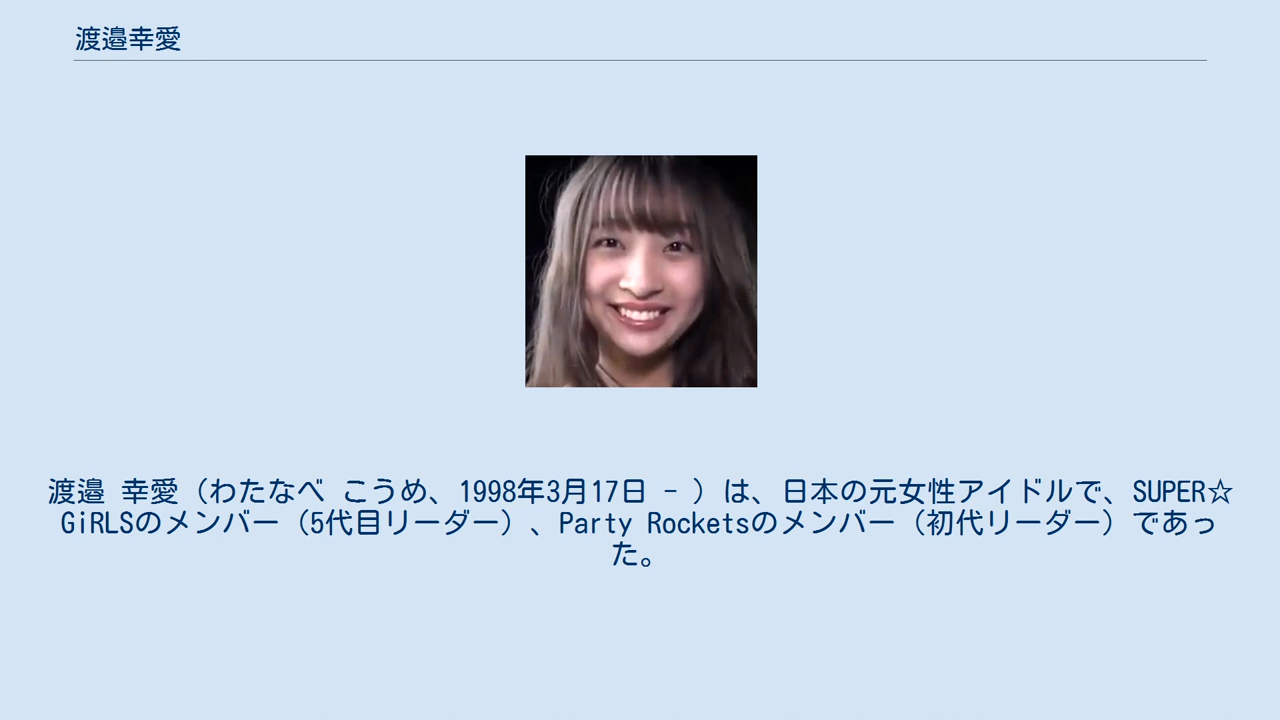 渡邉幸愛
渡邉 幸愛（わたなべ こうめ、1998年3月17日 - ）は、日本の元女性アイドルで、SUPER☆
GiRLSのメンバー（5代目リーダー）、Party Rocketsのメンバー（初代リーダー）であっ
た。